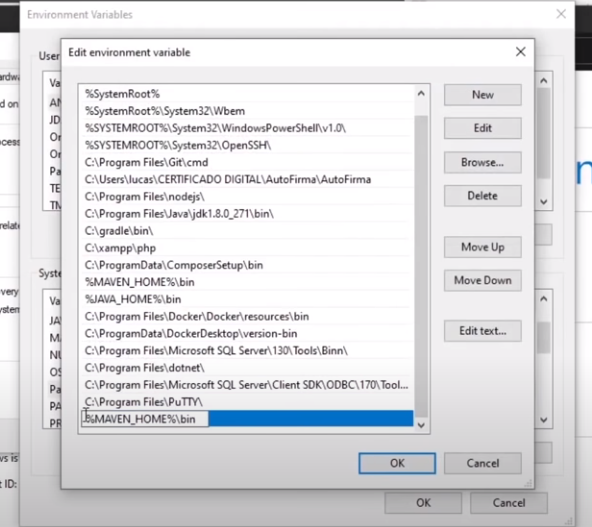 Environment Variables
Edit environment variable
User
Va
JD
Or
Or
Pa
TE
%SystemRoot%
%SystemRoot%\System32\Wbem
%SYSTEMROOT%\System32\WindowsPowerShell\v1.0\
%SYSTEMROOT%\System32\OpenSSH\
C:\Program Files\Git\cmd
C:\Users\lucas\CERTIFICADO DIGITAL\AutoFirma\AutoFirma
C:\Program Files\nodejs\
C:\Program Files\Java\jdk1.8.0_271\bin\
C:\gradle\bin\
C:\xampp\php
C:\ProgramData\ComposerSetup\bin
%MAVEN_HOME%\bin
%JAVA_HOME%\bin
C:\Program Files\Docker\Docker\resources\bin
C:\ProgramData\DockerDesktop\version-bin
C:\Program Files\Microsoft SQL Server\130\Tools\Binn\
C:\Program Files\dotnet\
C:\Program Files\Microsoft SQL Server\Client SDK\ODBC\170\Tool...
C:\Program Files\PuTTY\
%MAVEN_HOME%\bin
New
Edit
Browse...
Delete
Move Up
Move Down
Edit text...
OK
Cancel
Syste
Va
JA
NU
OS
Pa
PA
PR
OK
Cancel
t ID: